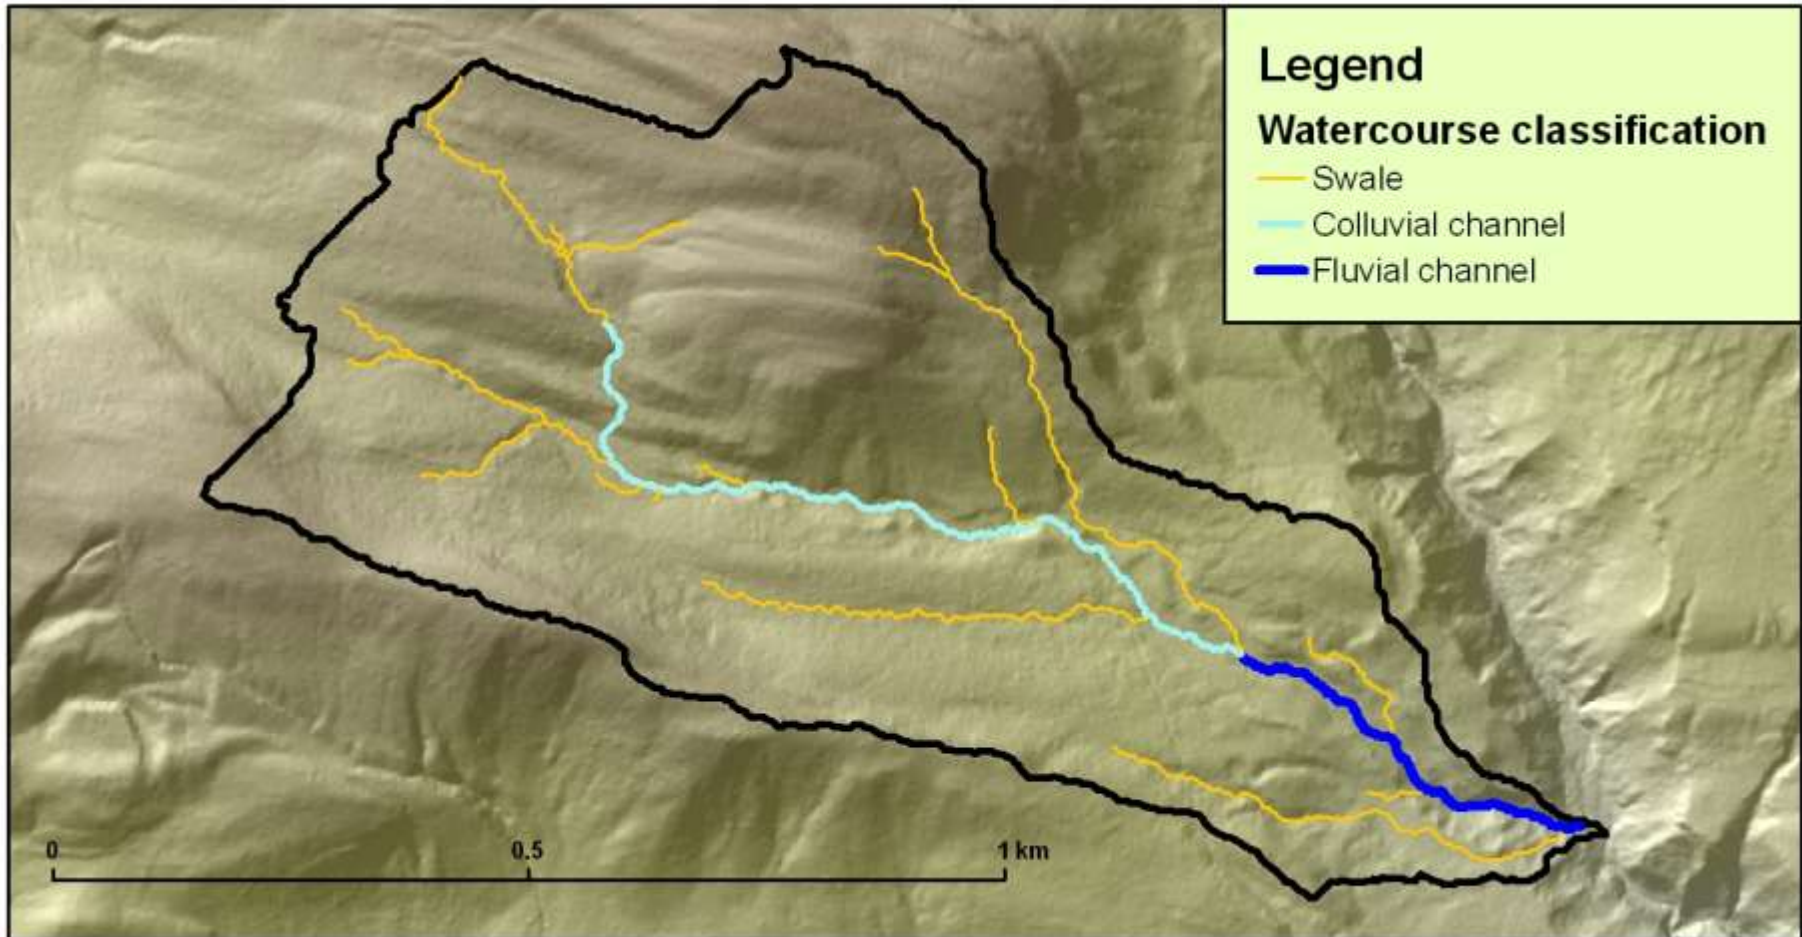 Legend
Watercourse classification
Swale
Colluvial channel
Fluvial channel
0 0.5 1 km